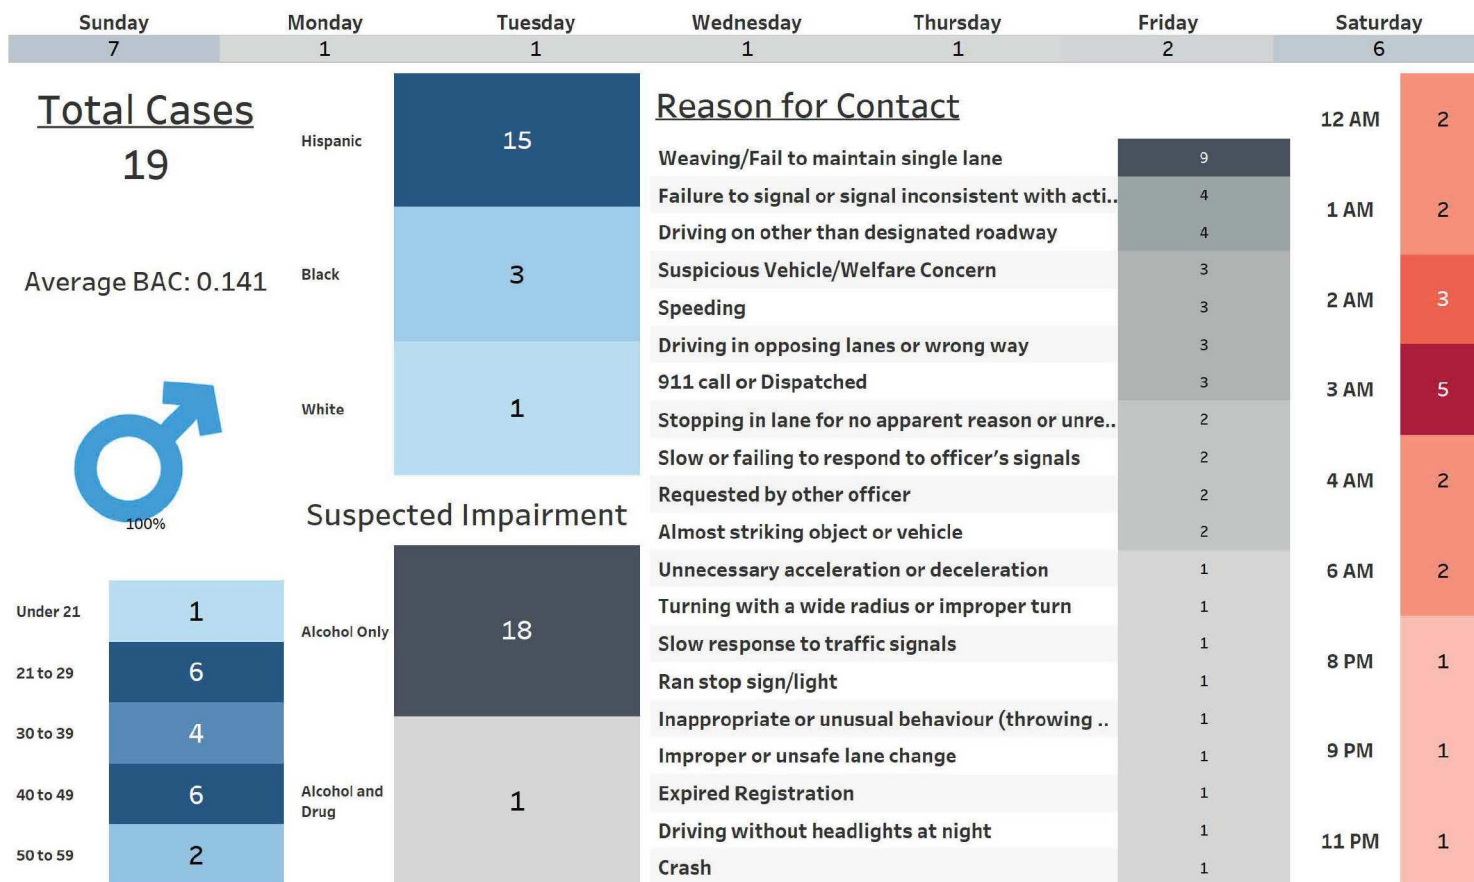 Sunday Monday Tuesday Wednesday Thursday Friday Saturday
7 1 1 1 1 2 6
Total Cases
19
Average BAC: 0.141
100%
Under 21 1
21 to 29 6
30 to 39 4
40 to 49 6
50 to 59 2
Hispanic 15
Black 3
White 1
Suspected Impairment
Alcohol Only 18
Alcohol and
Drug 1
Reason for Contact
Weaving/Fail to maintain single lane 9
Failure to signal or signal inconsistent with acti.. 4
Driving on other than designated roadway 4
Suspicious Vehicle/Welfare Concern 3
Speeding 3
Driving in opposing lanes or wrong way 3
911 call or Dispatched 3
Stopping in lane for no apparent reason or unre.. 2
Slow or failing to respond to officer's signals 2
Requested by other officer 2
Almost striking object or vehicle 2
Unnecessary acceleration or deceleration 1
Turning with a wide radius or improper turn 1
Slow response to traffic signals 1
Ran stop sign/light 1
Inappropriate or unusual behaviour (throwing .. 1
Improper or unsafe lane change 1
Expired Registration 1
Driving without headlights at night 1
Crash 1
12 AM 2
1 AM 2
2 AM 3
3 AM 5
4 AM 2
6 AM 2
8 PM 1
9 PM 1
11 PM 1